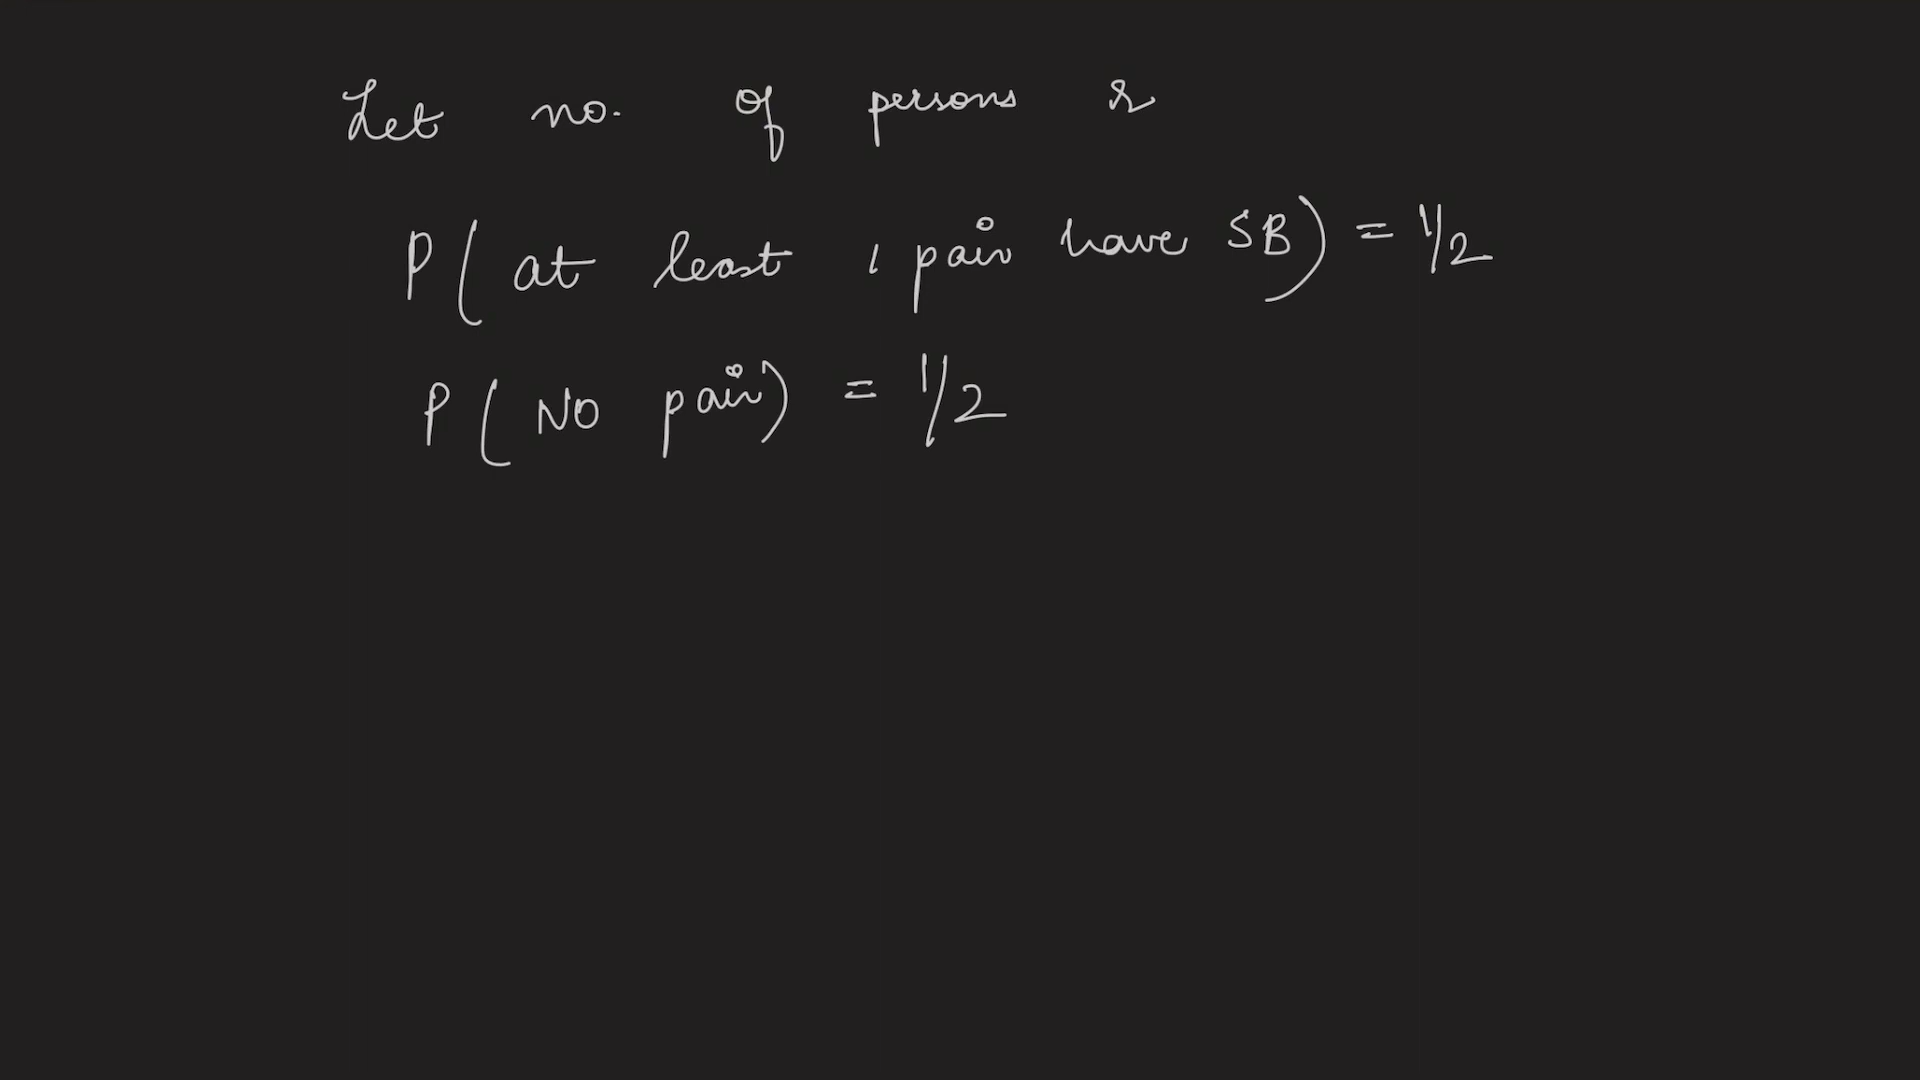 Let no. of persons r
P( at least 1 pair have SB) = 1/2
P( NO pair) = 1/2